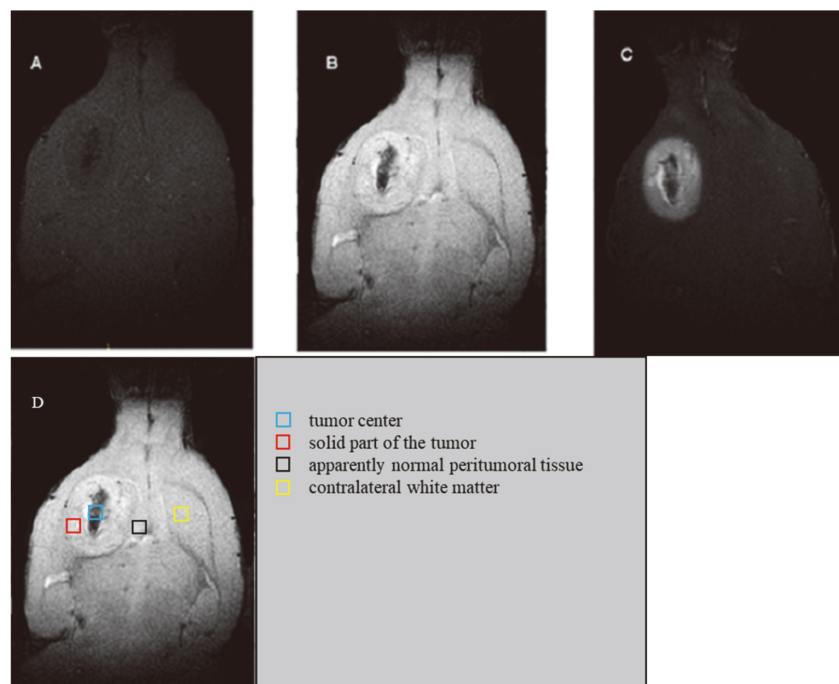 A
B
C
D
tumor center
solid part of the tumor
apparently normal peritumoral tissue
contralateral white matter